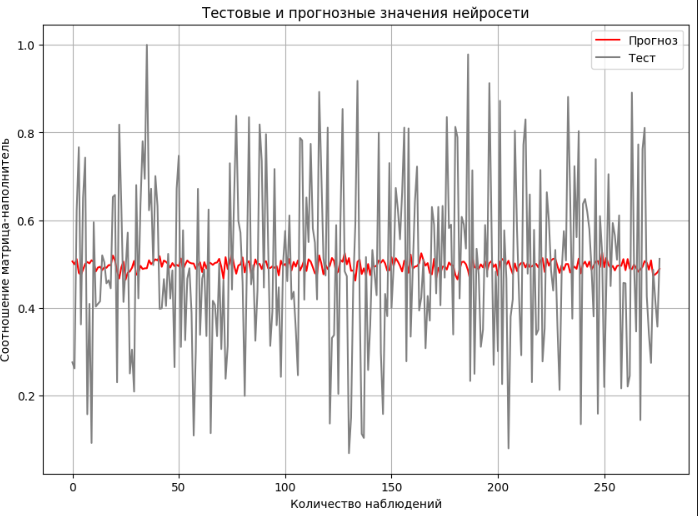 Тестовые и прогнозные значения нейросети
Прогноз
Тест
Соотношение матрица-наполнитель
1.0
0.8
0.6
0.4
0.2
0
50
100
150
200
250
Количество наблюдений